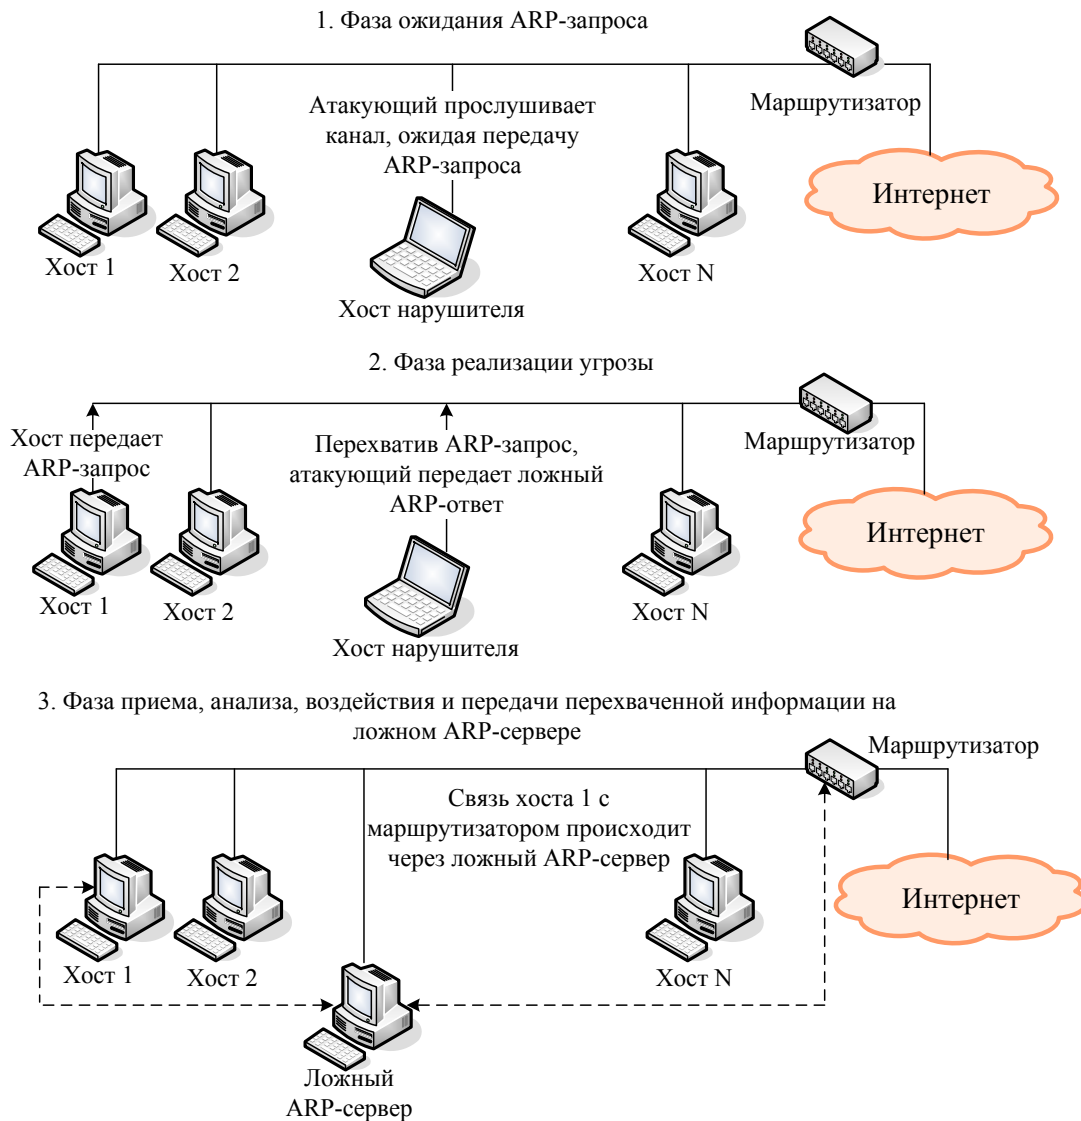 1. Фаза ожидания ARP-запроса
Маршрутизатор
Атакующий прослушивает
канал, ожидая передачу
ARP-запроса
Интернет
Хост 1
Хост 2
Хост N
Хост нарушителя
2. Фаза реализации угрозы
Хост передает
ARP-запрос
Перехватив ARP-запрос,
атакующий передает ложный
ARP-ответ
Маршрутизатор
Интернет
Хост 1
Хост 2
Хост N
Хост нарушителя
3. Фаза приема, анализа, воздействия и передачи перехваченной информации на
ложном ARP-сервере
Маршрутизатор
Связь хоста 1 с
маршрутизатором происходит
через ложный ARP-сервер
Интернет
Хост 1
Хост 2
Хост N
Ложный
ARP-сервер